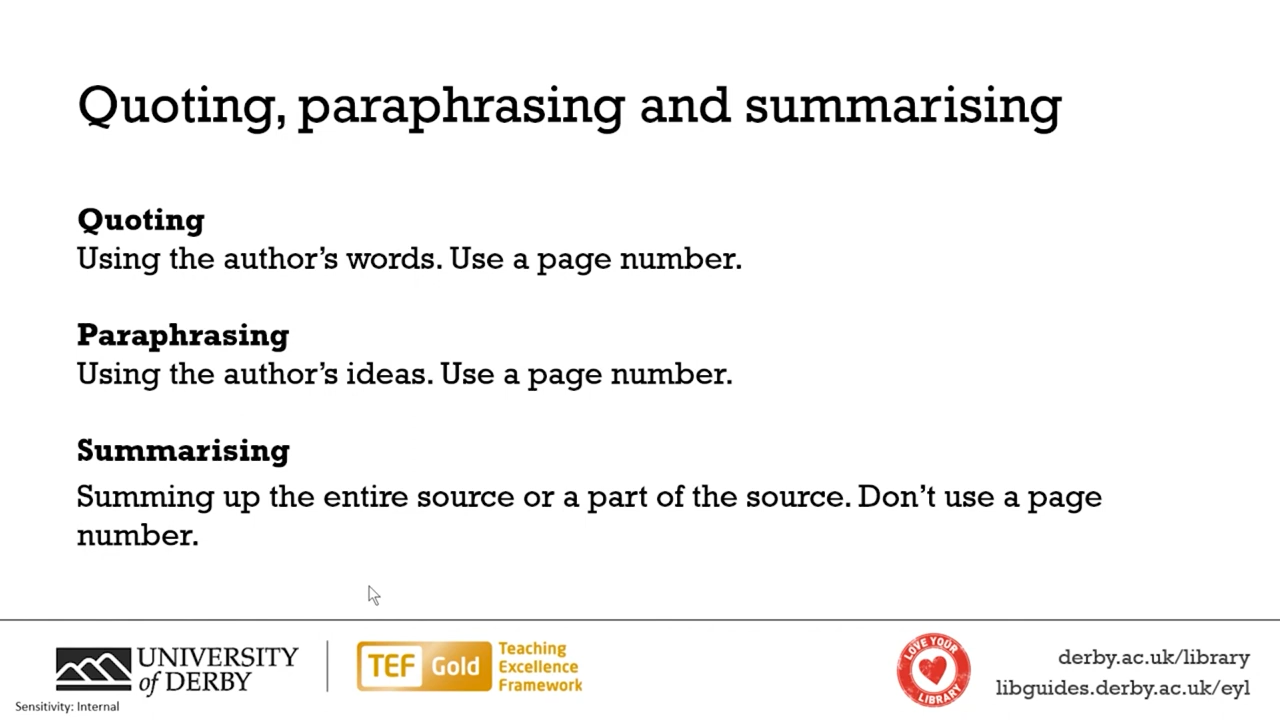 Quoting, paraphrasing and summarising
Quoting
Using the author’s words. Use a page number.
Paraphrasing
Using the author’s ideas. Use a page number.
Summarising
Summing up the entire source or a part of the source. Don’t use a page
number.
UNIVERSITY
of DERBY
TEF Gold
Teaching
Excellence
Framework
LOVE YOUR
LIBRARY
derby.ac.uk/library
libguides.derby.ac.uk/eyl
Sensitivity: Internal